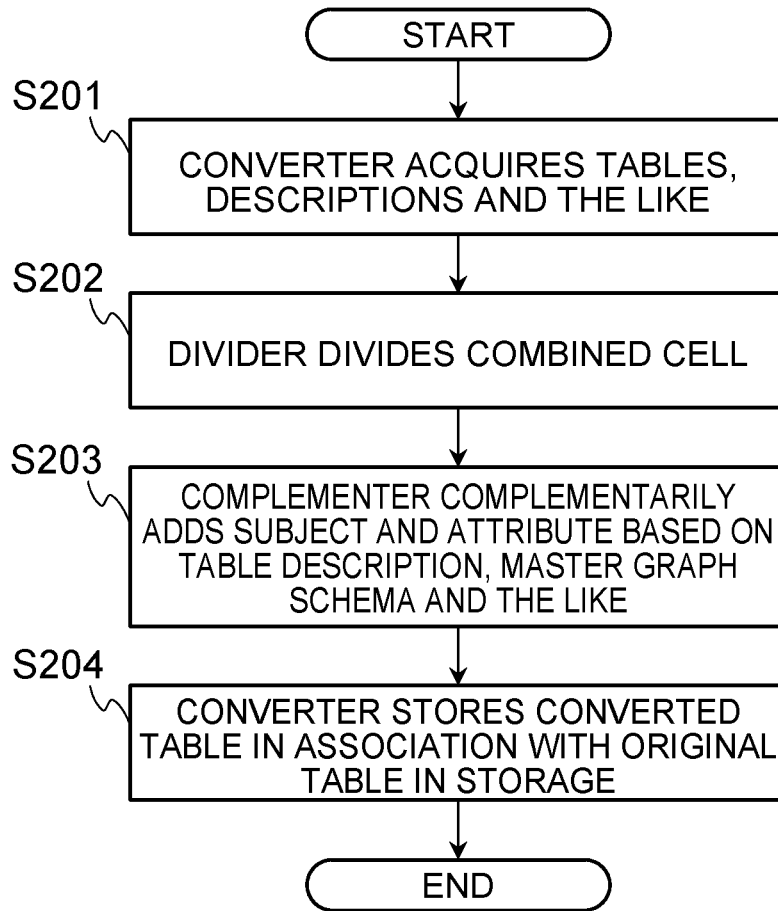 START
S201
CONVERTER ACQUIRES TABLES,
DESCRIPTIONS AND THE LIKE
S202
DIVIDER DIVIDES COMBINED CELL
S203
COMPLEMENTER COMPLEMENTARILY
ADDS SUBJECT AND ATTRIBUTE BASED ON
TABLE DESCRIPTION, MASTER GRAPH
SCHEMA AND THE LIKE
S204
CONVERTER STORES CONVERTED
TABLE IN ASSOCIATION WITH ORIGINAL
TABLE IN STORAGE
END